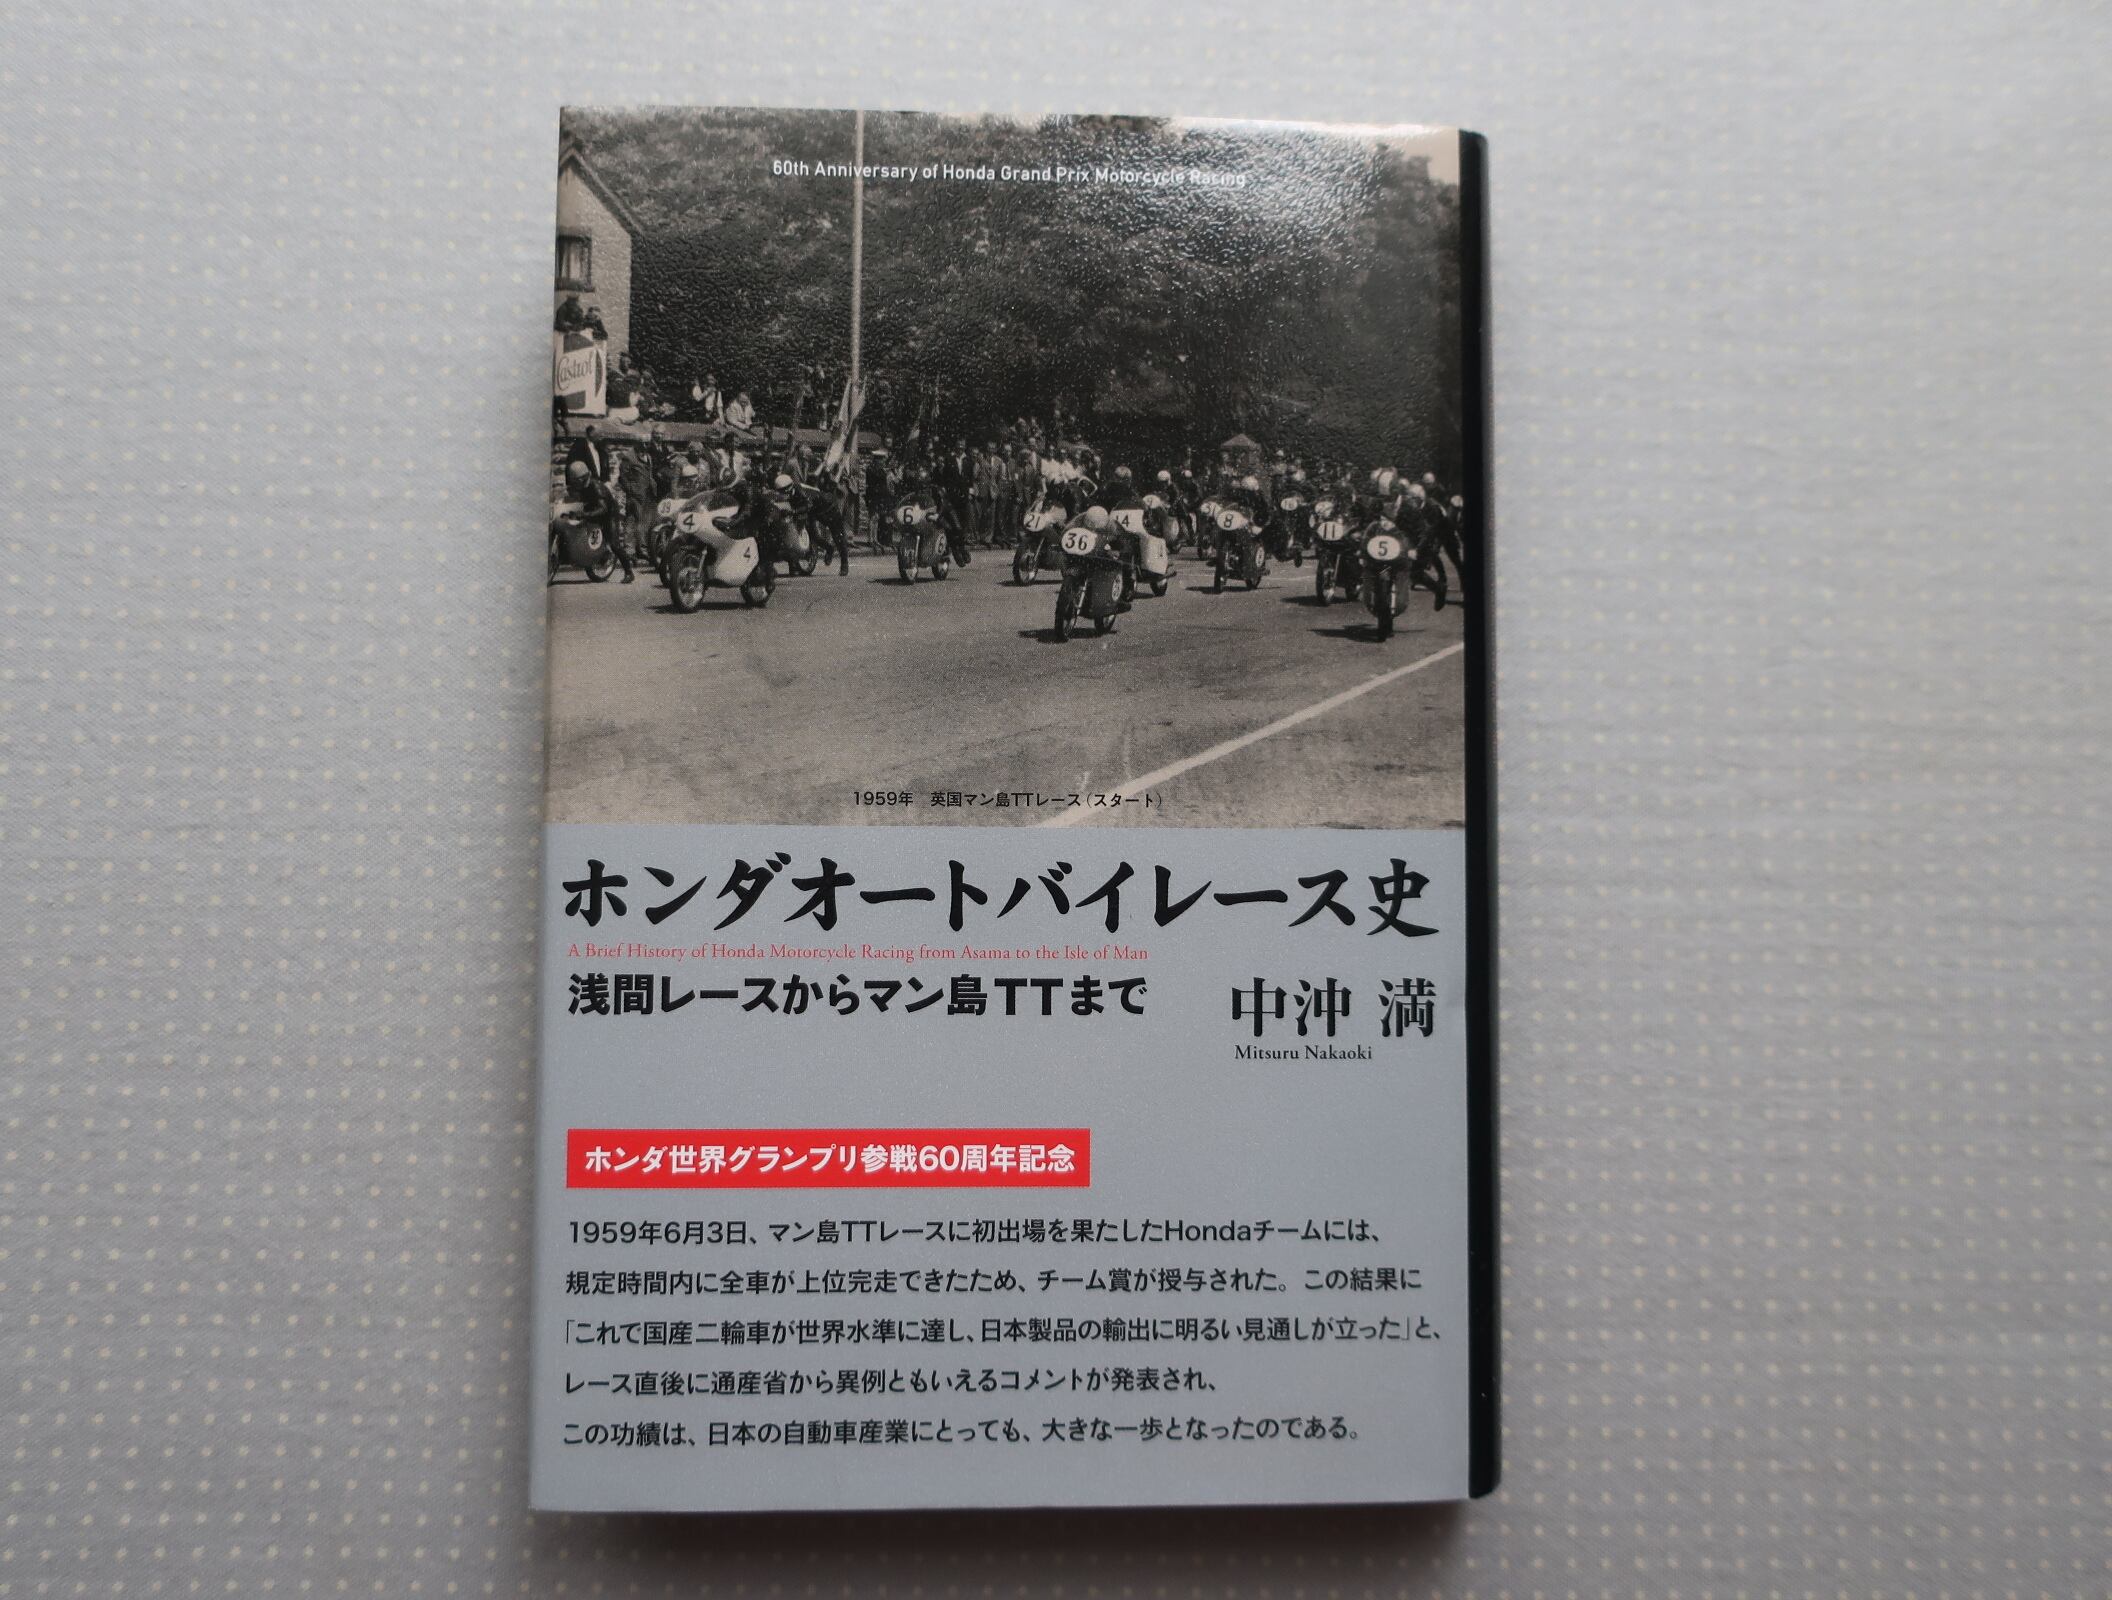 60th Anniversary of Honda Grand Prix Motorcycle Racing
Castrol
4
4
6
21
36
14
8
11
5
1959年 英国マン島TTレース（スタート）
ホンダオートバイレース史
A Brief History of Honda Motorcycle Racing from Asama to the Isle of Man
浅間レースからマン島TTまで
中沖 満
Mitsuru Nakaoki
ホンダ世界グランプリ参戦60周年記念
1959年6月3日、マン島TTレースに初出場を果たしたHondaチームには、
規定時間内に全車が上位完走できたため、チーム賞が授与された。この結果に
「これで国産二輪車が世界水準に達し、日本製品の輸出に明るい見通しが立った」と、
レース直後に通産省から異例ともいえるコメントが発表され、
この功績は、日本の自動車産業にとっても、大きな一歩となったのである。